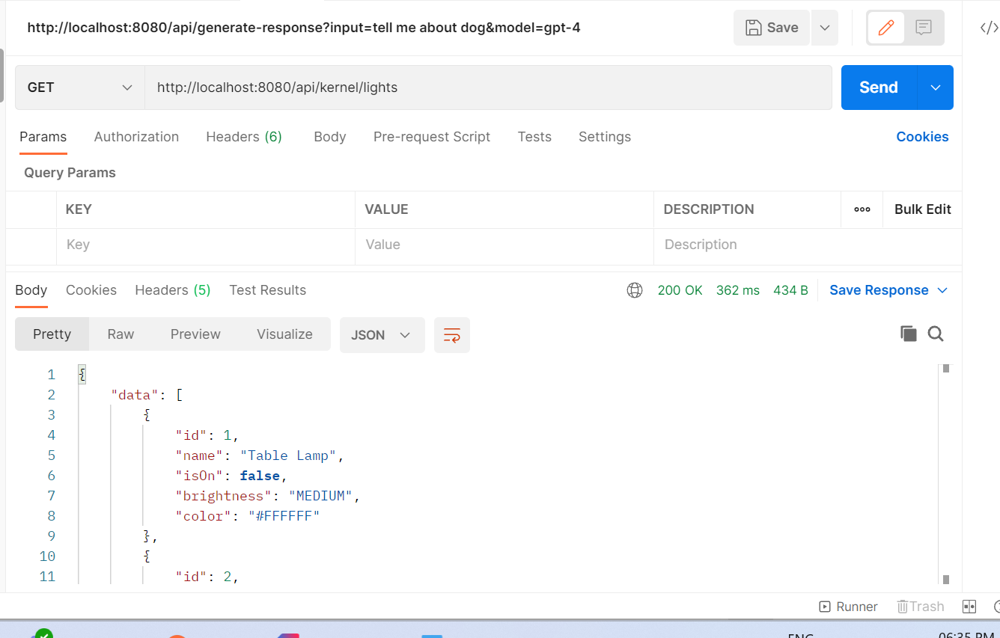 http://localhost:8080/api/generate-response?input=tell me about dog&model=gpt-4
Save
</>
GET
http://localhost:8080/api/kernel/lights
Send
Params Authorization Headers (6) Body Pre-request Script Tests Settings Cookies
Query Params
KEY VALUE DESCRIPTION ooo Bulk Edit
Key Value Description
Body Cookies Headers (5) Test Results 200 OK 362 ms 434 B Save Response
Pretty Raw Preview Visualize JSON
1 {
2 "data": [
3 {
4 "id": 1,
5 "name": "Table Lamp",
6 "isOn": false,
7 "brightness": "MEDIUM",
8 "color": "#FFFFFF"
9 },
10 {
11 "id": 2,
Runner Trash
ENG 06:35 PM